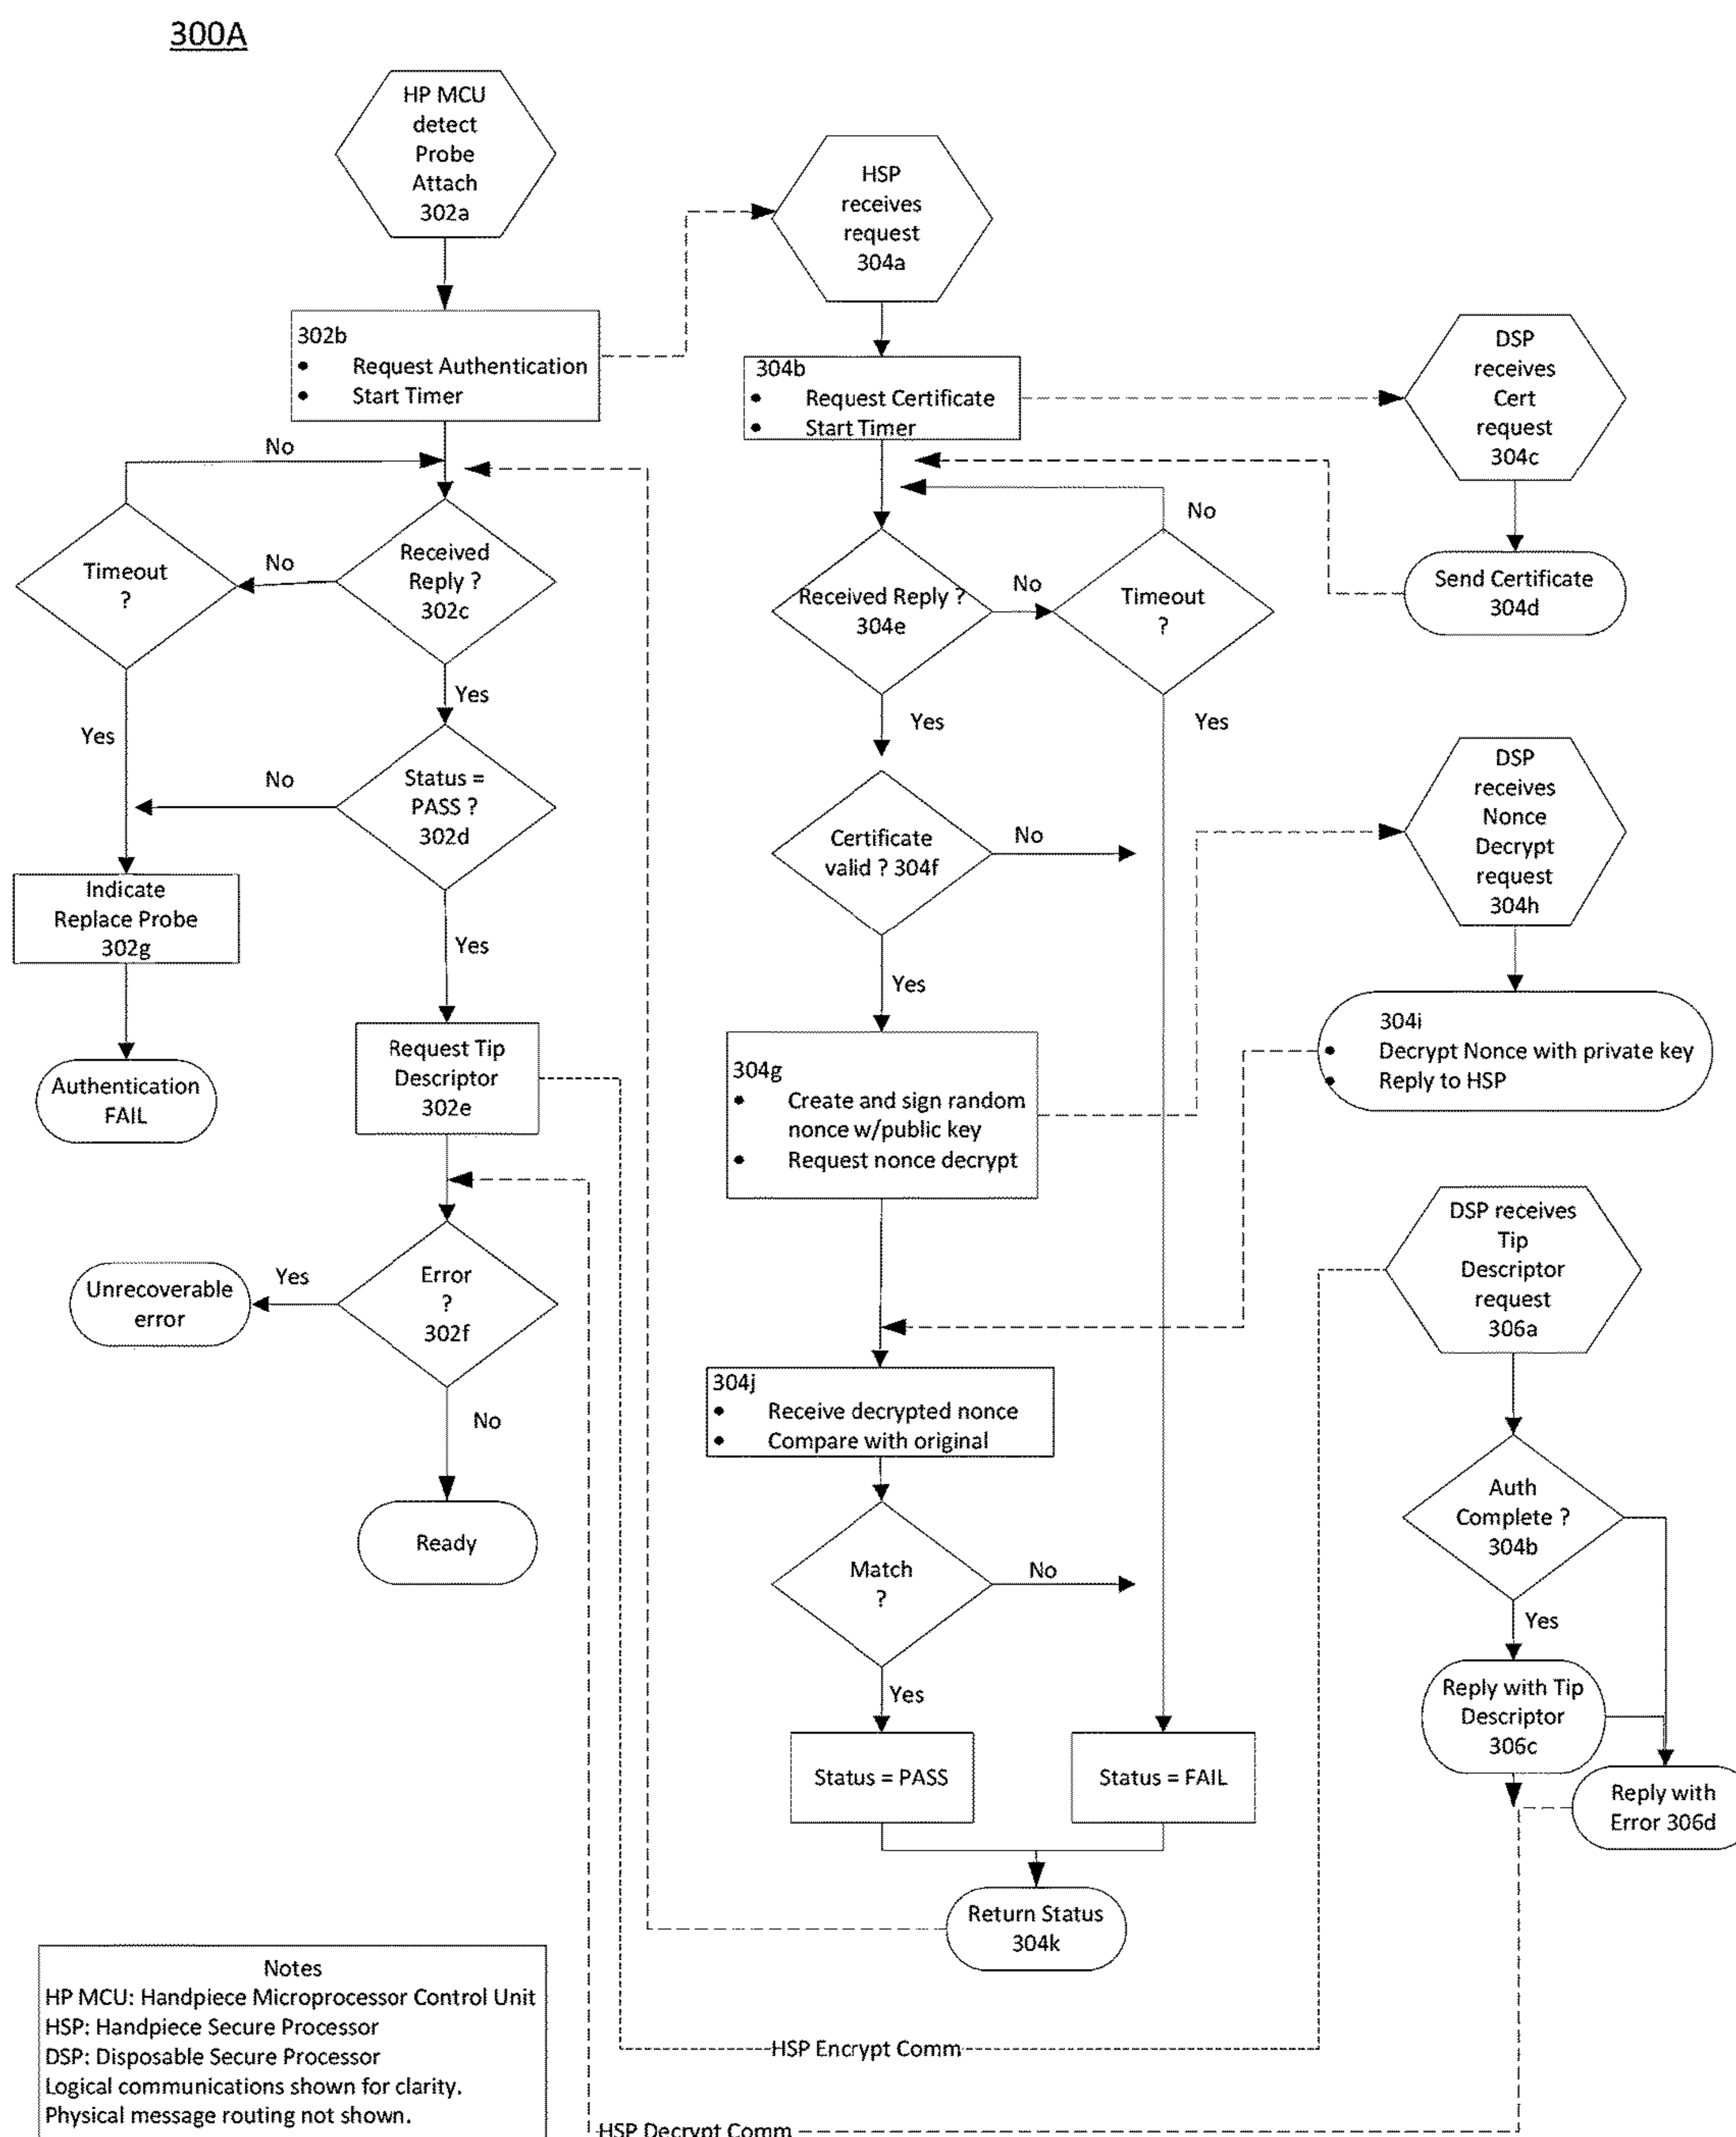 300A
HP MCU
detect
Probe
Attach
302a
302b
• Request Authentication
• Start Timer
No
Timeout
?
No
Received
Reply ?
302c
Yes
Yes
No
Status =
PASS ?
302d
Indicate
Replace Probe
302g
Yes
Authentication
FAIL
Request Tip
Descriptor
302e
Unrecoverable
error
Yes
Error
?
302f
No
Ready
HSP
receives
request
304a
304b
• Request Certificate
• Start Timer
No
Received Reply ?
304e
No
Timeout
?
Yes
Yes
Certificate
valid ? 304f
No
Yes
304g
• Create and sign random
nonce w/public key
• Request nonce decrypt
304j
• Receive decrypted nonce
• Compare with original
Match
?
No
Yes
Status = PASS
Status = FAIL
Return Status
304k
DSP
receives
Cert
request
304c
Send Certificate
304d
DSP
receives
Nonce
Decrypt
request
304h
304i
• Decrypt Nonce with private key
• Reply to HSP
DSP receives
Tip
Descriptor
request
306a
Auth
Complete ?
304b
Yes
Reply with Tip
Descriptor
306c
Reply with
Error 306d
HSP Encrypt Comm
HSP Decrypt Comm
Notes
HP MCU: Handpiece Microprocessor Control Unit
HSP: Handpiece Secure Processor
DSP: Disposable Secure Processor
Logical communications shown for clarity.
Physical message routing not shown.